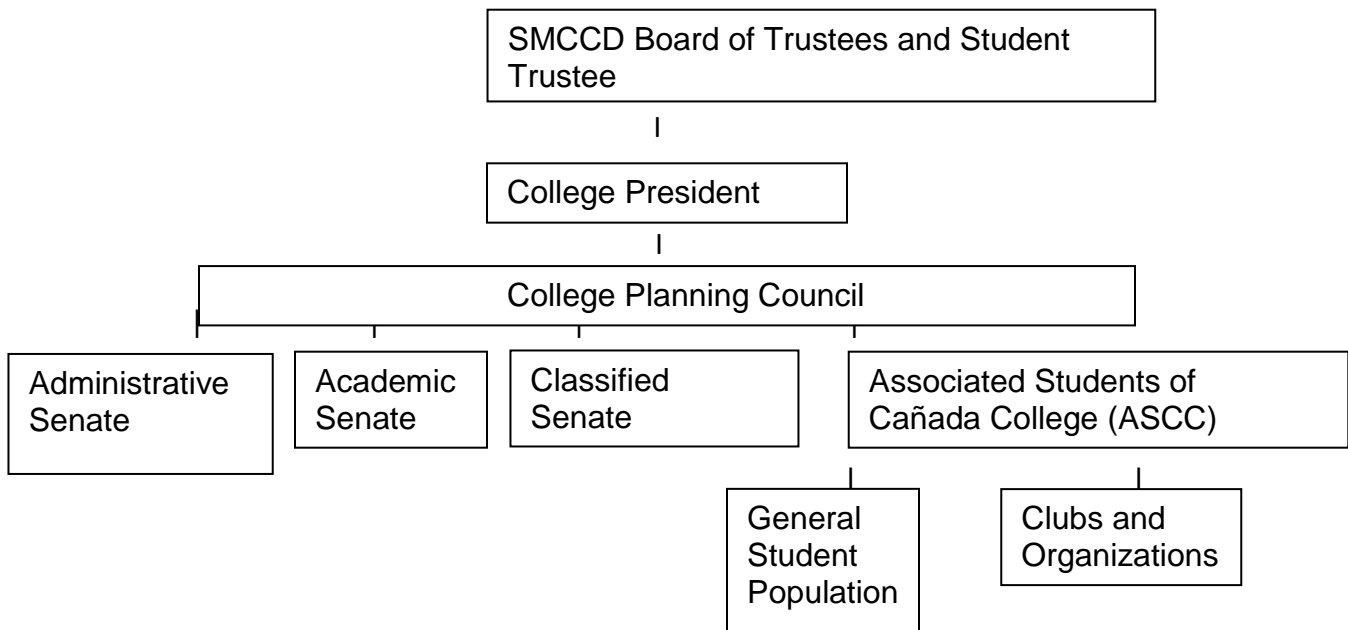 SMCCD Board of Trustees and Student
Trustee
College President
College Planning Council
Administrative
Senate
Academic
Senate
Classified
Senate
Associated Students of
Cañada College (ASCC)
General
Student
Population
Clubs and
Organizations